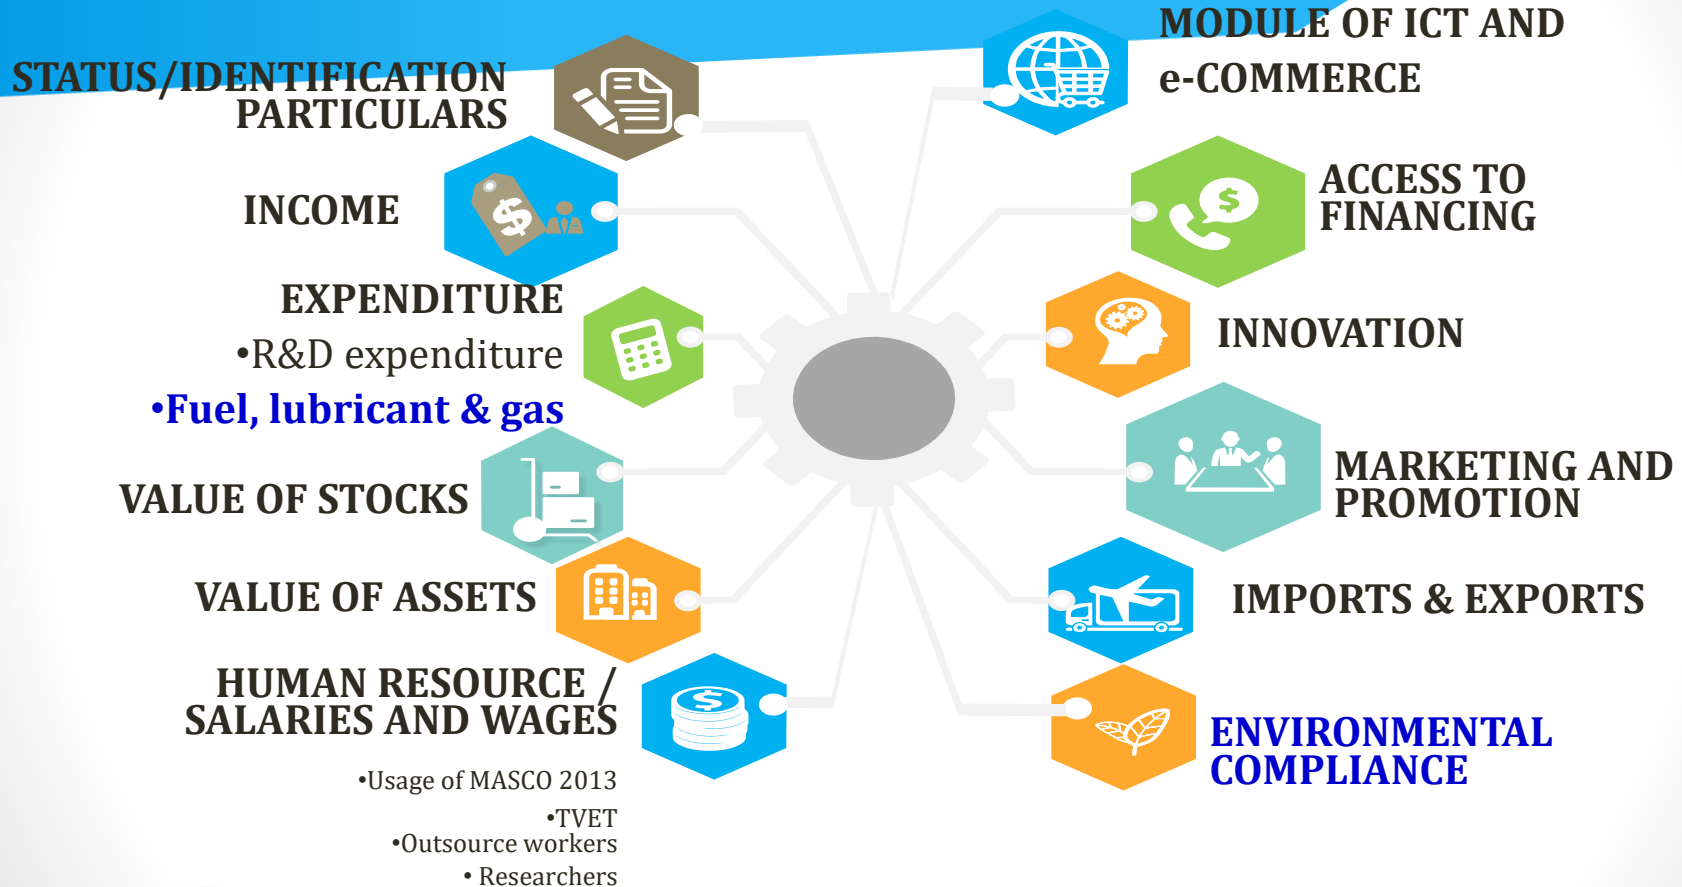 STATUS/IDENTIFICATION
PARTICULARS
INCOME
EXPENDITURE
•R&D expenditure
•Fuel, lubricant & gas
VALUE OF STOCKS
VALUE OF ASSETS
HUMAN RESOURCE /
SALARIES AND WAGES
•Usage of MASCO 2013
•TVET
•Outsource workers
• Researchers
MODULE OF ICT AND
e-COMMERCE
ACCESS TO
FINANCING
INNOVATION
MARKETING AND
PROMOTION
IMPORTS & EXPORTS
ENVIRONMENTAL
COMPLIANCE